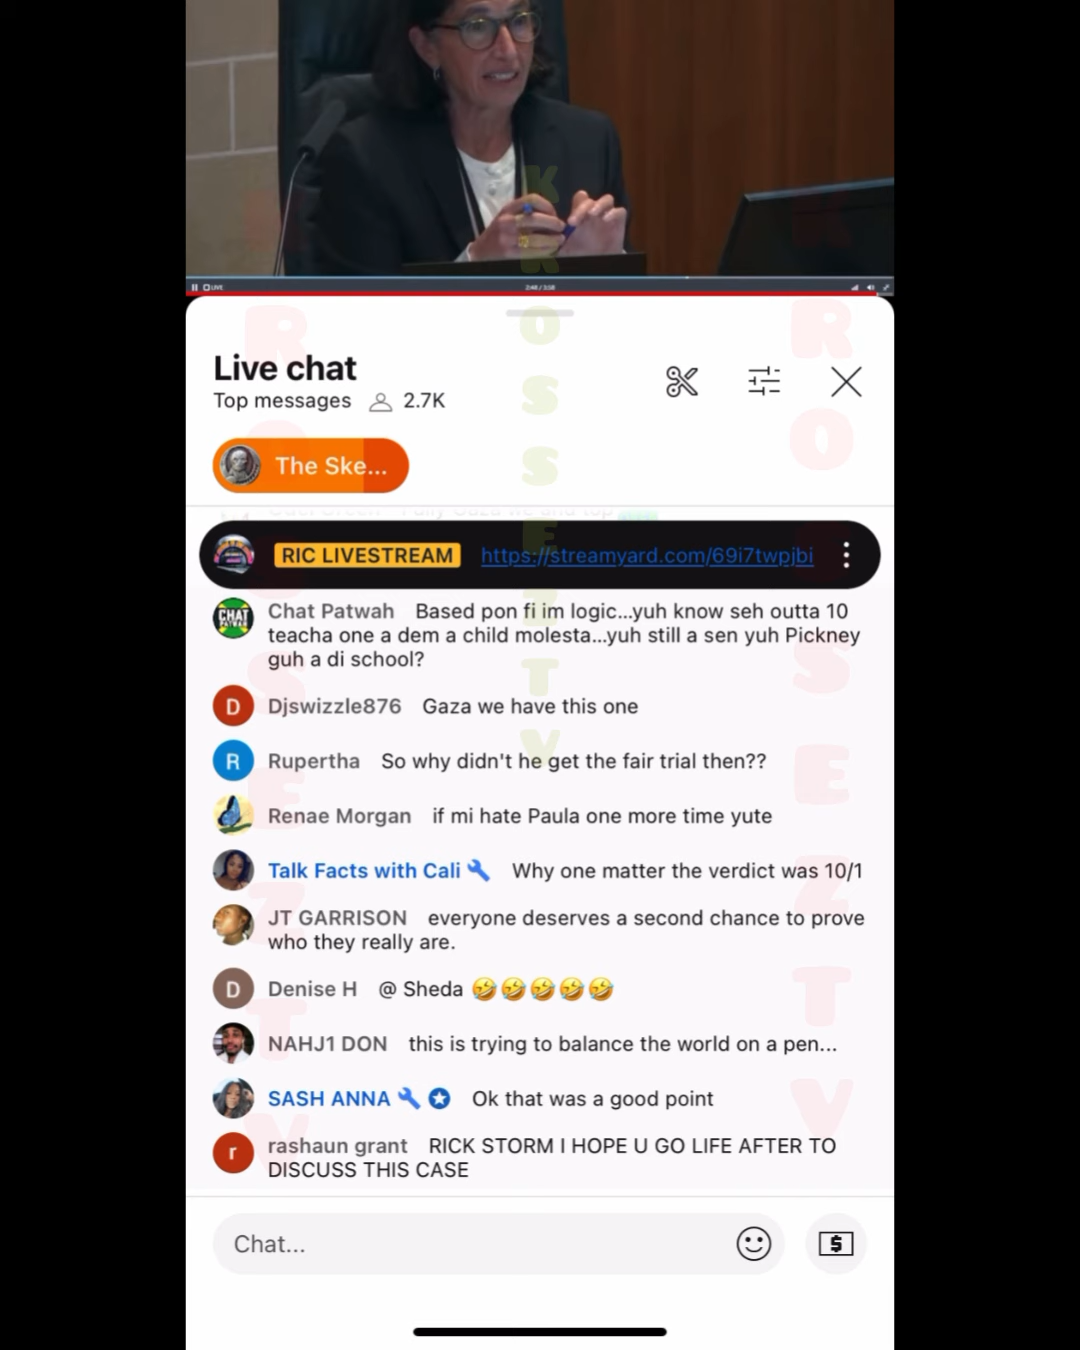 LIVE
2:48 / 3:58
Live chat
Top messages 2.7K
The Ske...
RIC LIVESTREAM https://streamyard.com/69i7twpjbi
Chat Patwah Based pon fi im logic...yuh know seh outta 10
teacha one a dem a child molesta...yuh still a sen yuh Pickney
guh a di school?
Djswizzle876 Gaza we have this one
Rupertha So why didn't he get the fair trial then??
Renae Morgan if mi hate Paula one more time yute
Talk Facts with Cali 🔧 Why one matter the verdict was 10/1
JT GARRISON everyone deserves a second chance to prove
who they really are.
Denise H @ Sheda 🤣🤣🤣🤣🤣
NAHJ1 DON this is trying to balance the world on a pen...
SASH ANNA 🔧 Ok that was a good point
rashaun grant RICK STORM I HOPE U GO LIFE AFTER TO
DISCUSS THIS CASE
Chat...